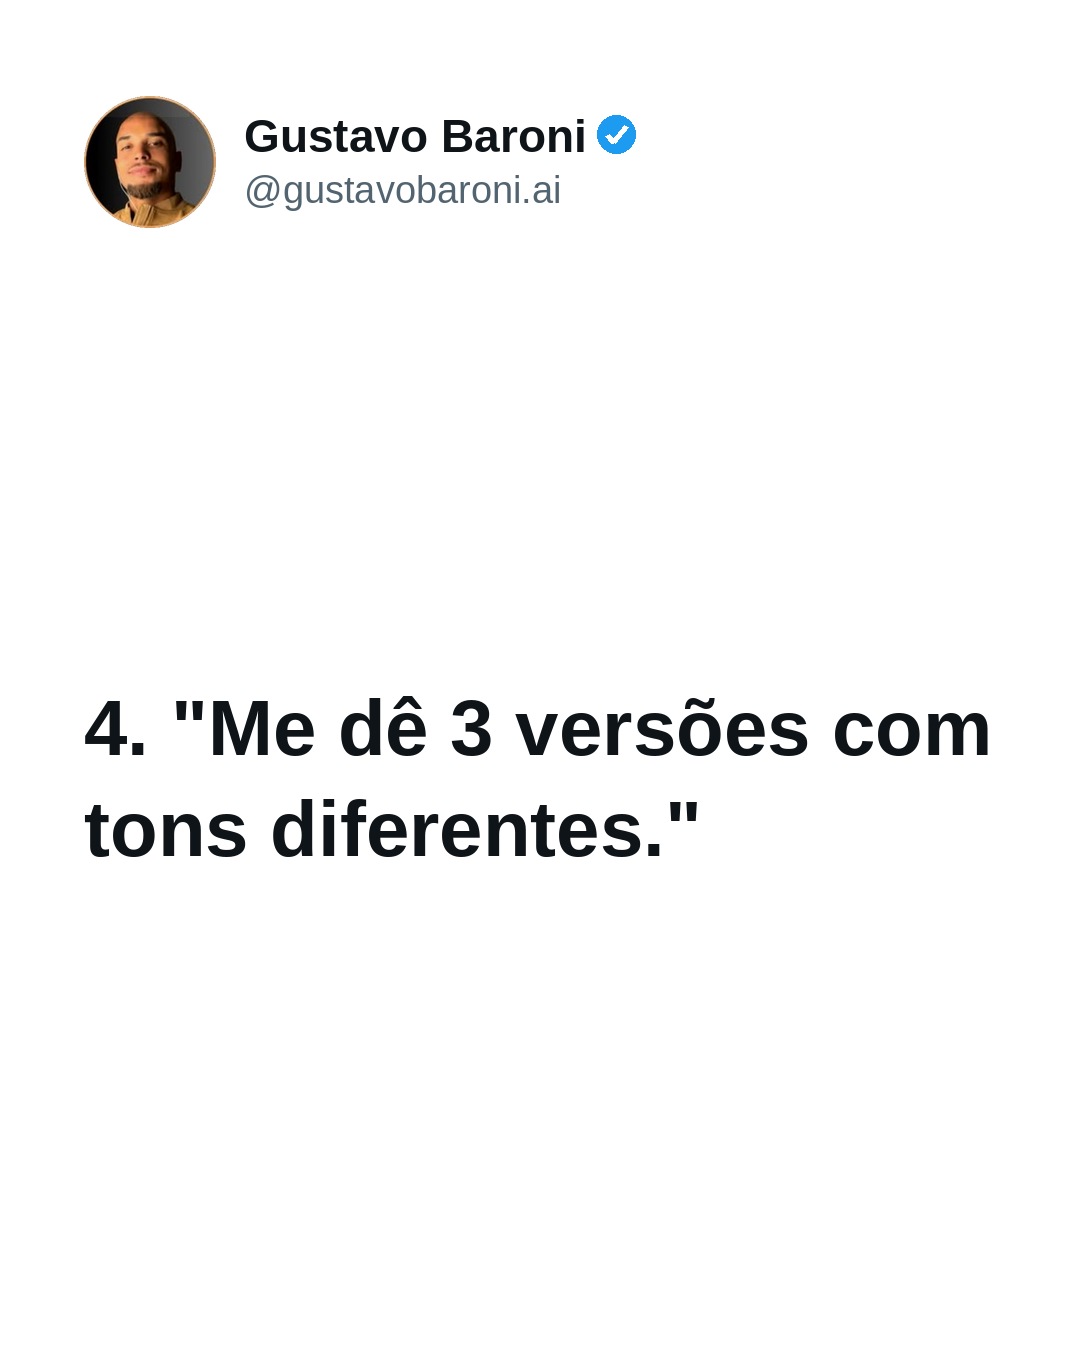 Gustavo Baroni
@gustavobaroni.ai
4. "Me dê 3 versões com
tons diferentes."